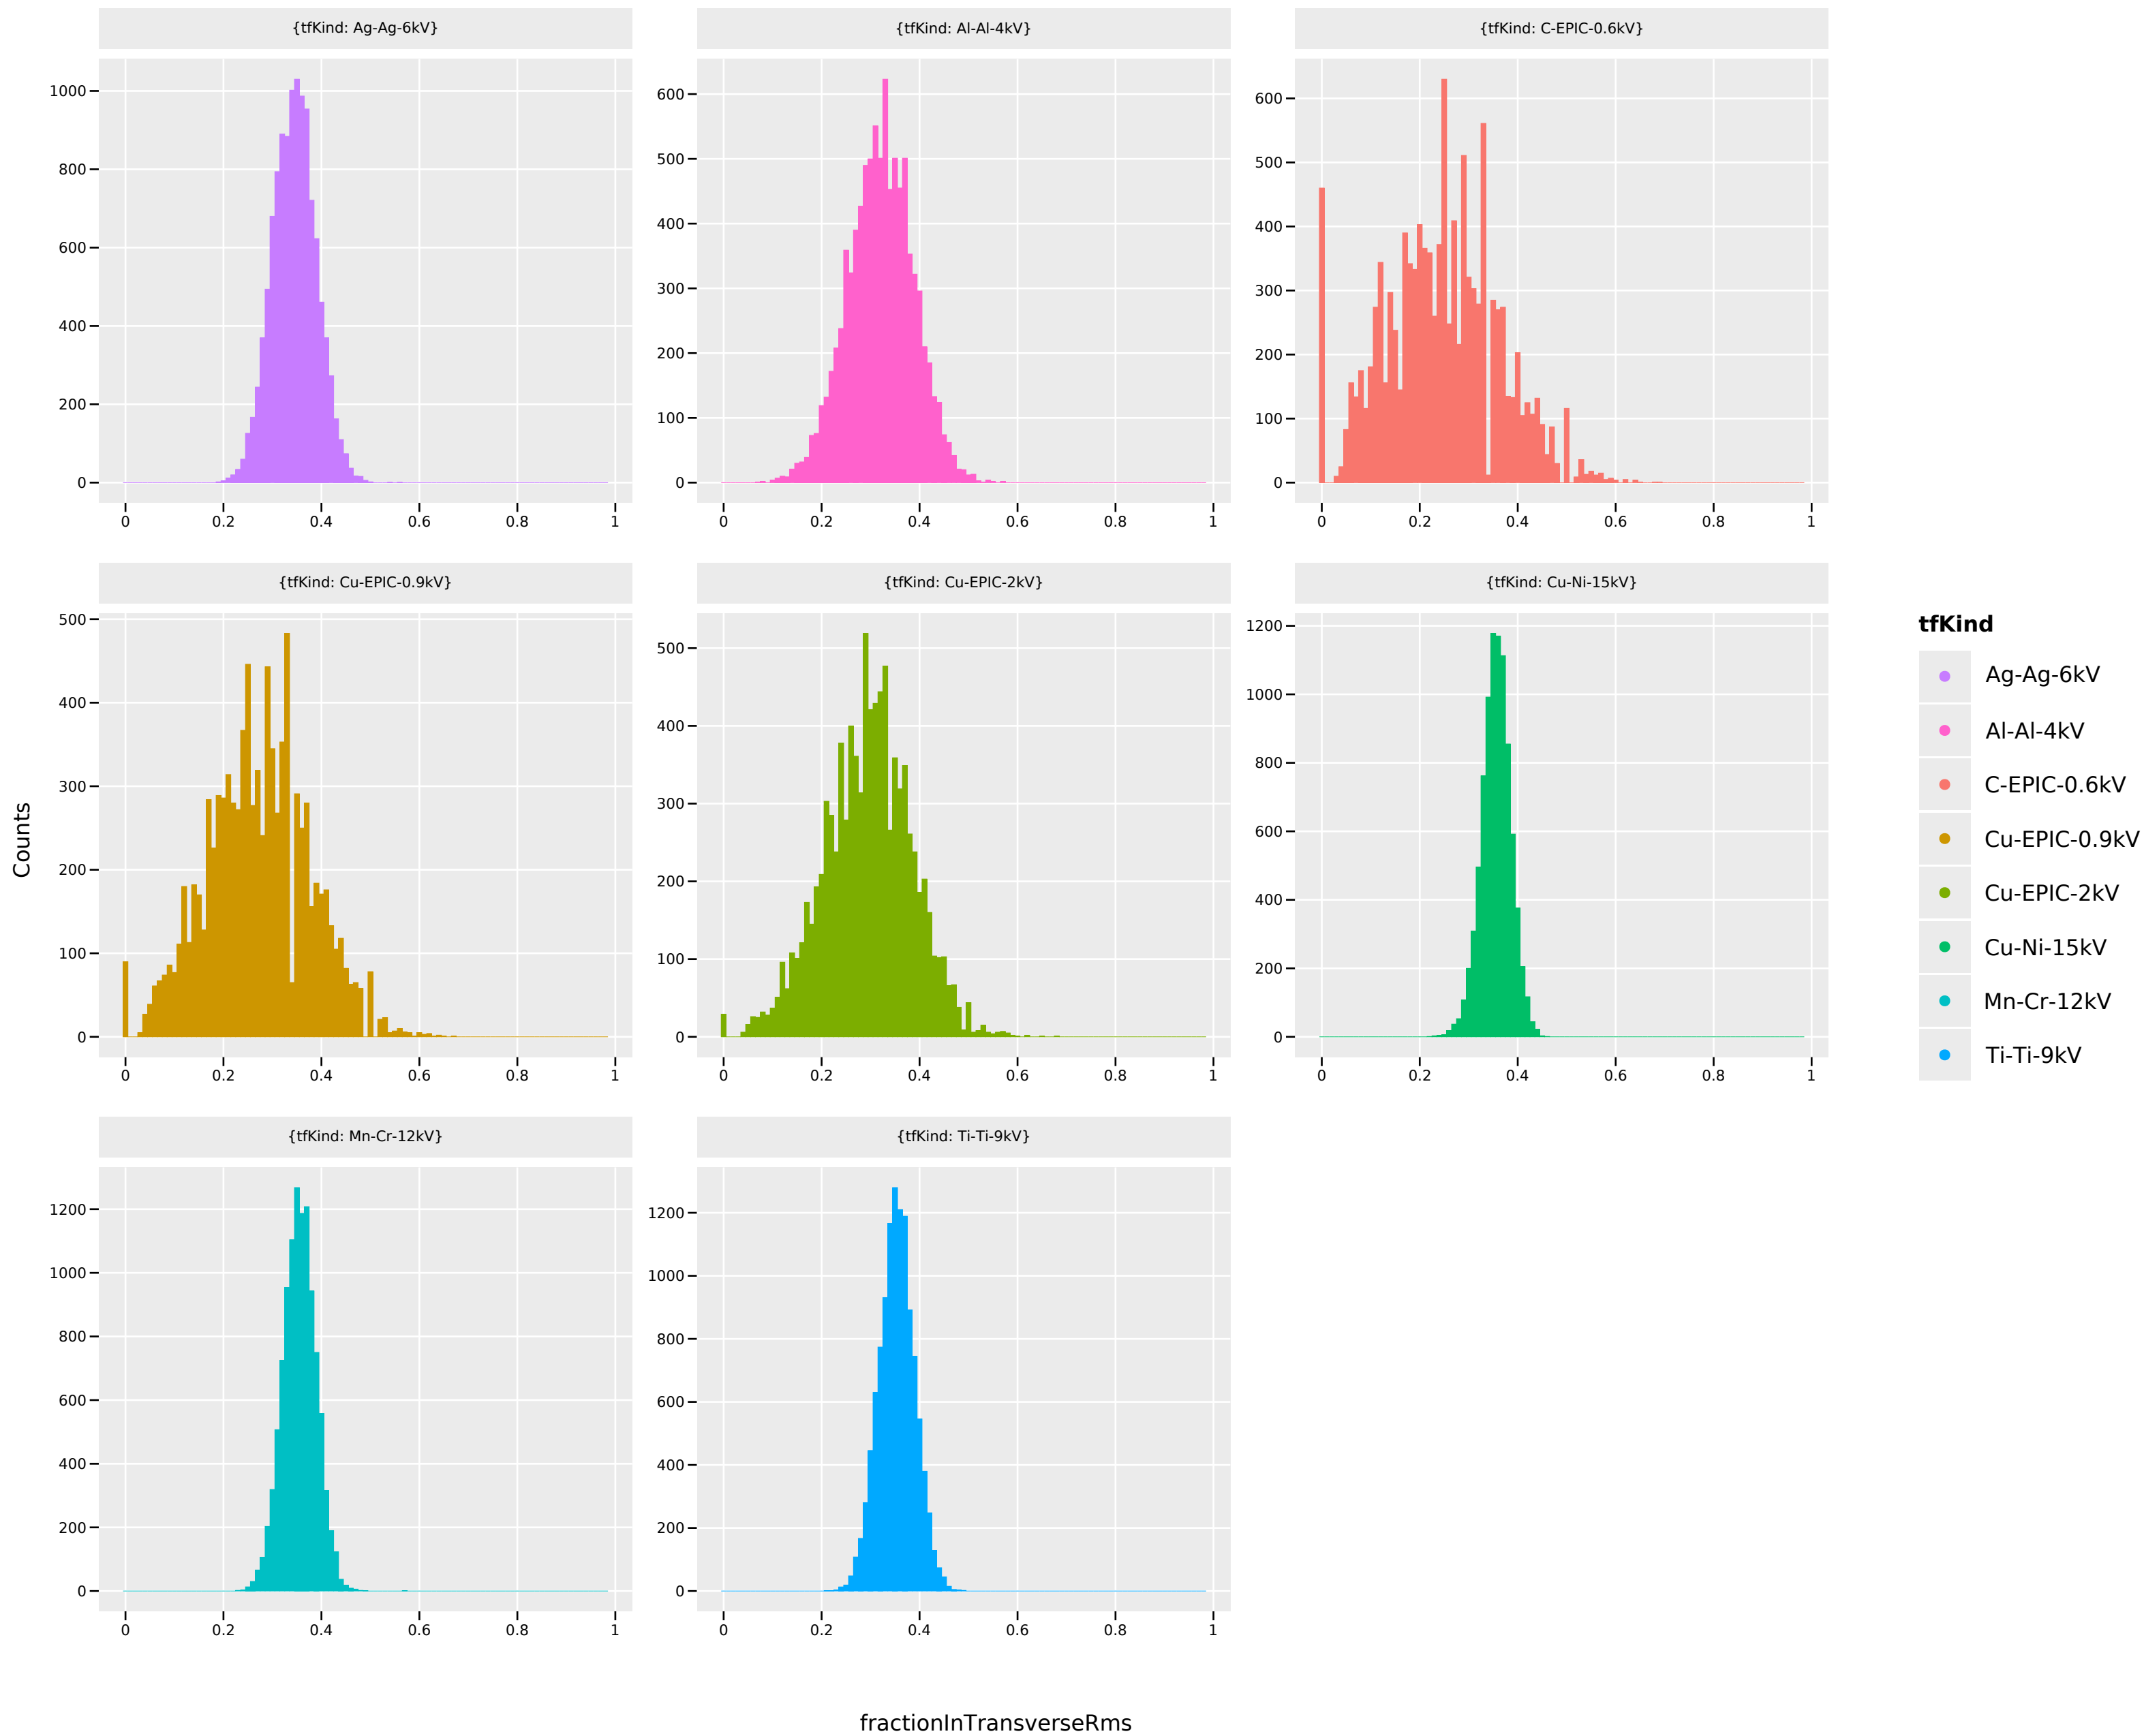 {tfKind: Ag-Ag-6kV}
{tfKind: Al-Al-4kV}
{tfKind: C-EPIC-0.6kV}
1000
800
600
400
200
0
0 0.2 0.4 0.6 0.8 1
600
500
400
300
200
100
0
0 0.2 0.4 0.6 0.8 1
600
500
400
300
200
100
0
0 0.2 0.4 0.6 0.8 1
{tfKind: Cu-EPIC-0.9kV}
{tfKind: Cu-EPIC-2kV}
{tfKind: Cu-Ni-15kV}
500
400
300
200
100
0
0 0.2 0.4 0.6 0.8 1
500
400
300
200
100
0
0 0.2 0.4 0.6 0.8 1
1200
1000
800
600
400
200
0
0 0.2 0.4 0.6 0.8 1
{tfKind: Mn-Cr-12kV}
{tfKind: Ti-Ti-9kV}
1200
1000
800
600
400
200
0
0 0.2 0.4 0.6 0.8 1
1200
1000
800
600
400
200
0
0 0.2 0.4 0.6 0.8 1
Counts
fractionInTransverseRms
tfKind
Ag-Ag-6kV
Al-Al-4kV
C-EPIC-0.6kV
Cu-EPIC-0.9kV
Cu-EPIC-2kV
Cu-Ni-15kV
Mn-Cr-12kV
Ti-Ti-9kV